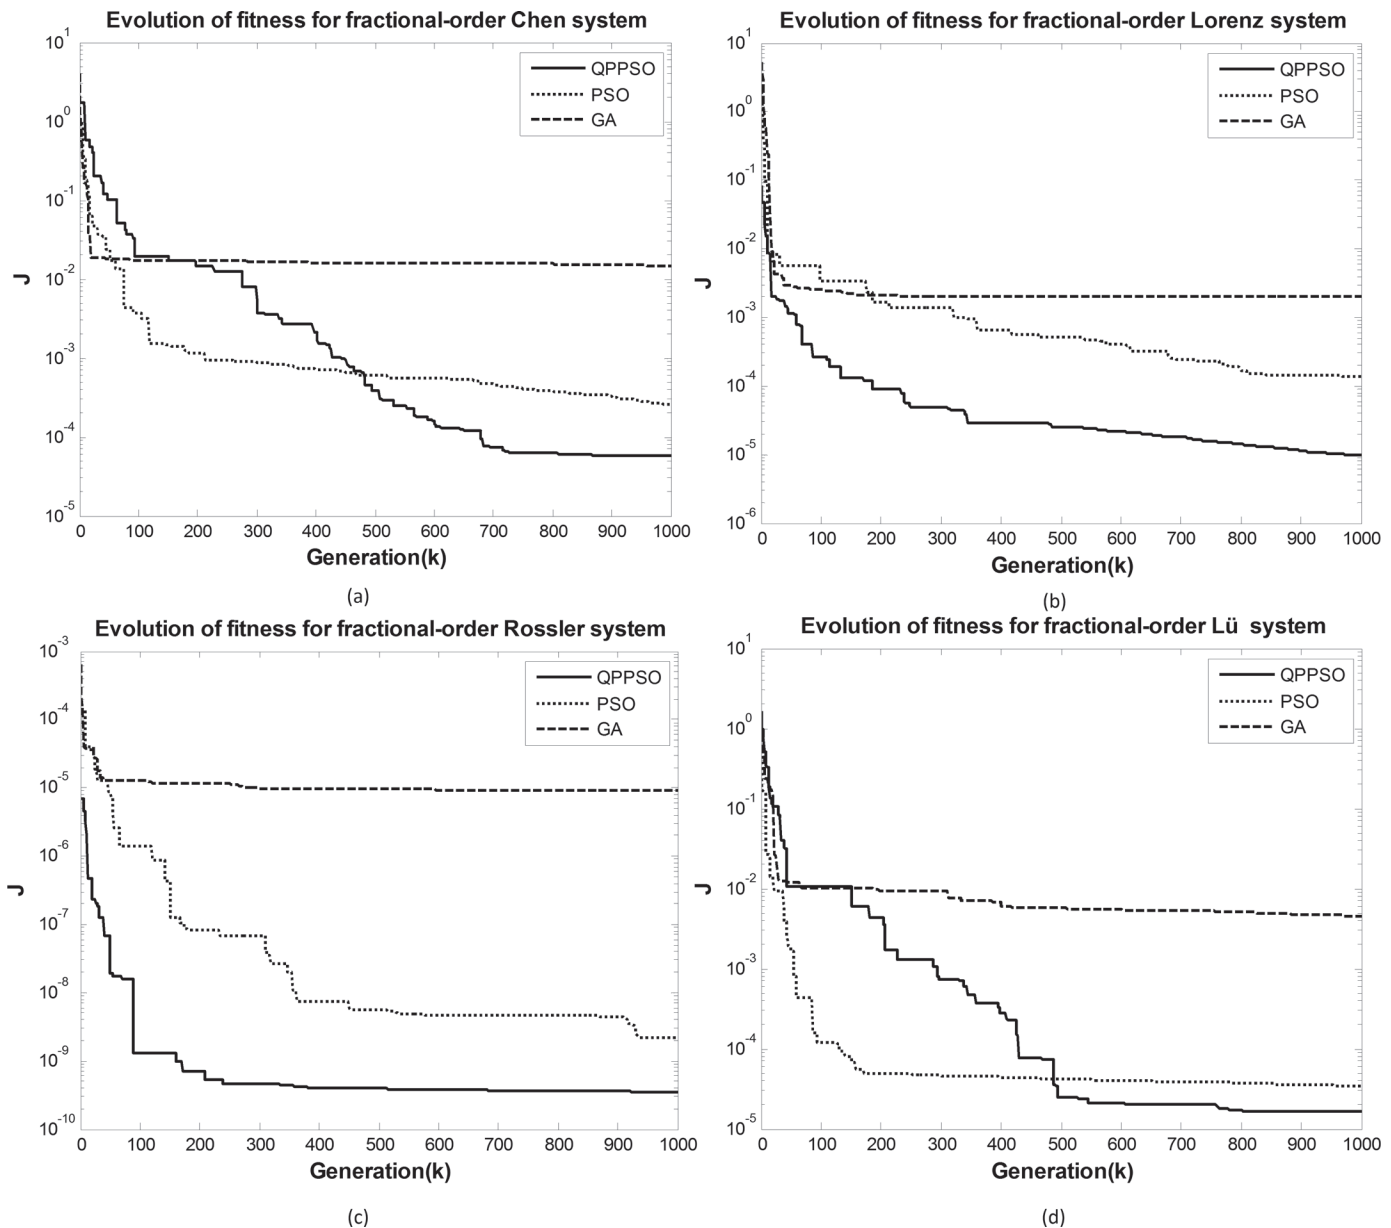 Evolution of fitness for fractional-order Chen system
10^1
10^0
10^-1
10^-2
10^-3
10^-4
10^-5
J
QPPSO
PSO
GA
0 100 200 300 400 500 600 700 800 900 1000
Generation(k)
(a)
Evolution of fitness for fractional-order Lorenz system
10^1
10^0
10^-1
10^-2
10^-3
10^-4
10^-5
10^-6
J
QPPSO
PSO
GA
0 100 200 300 400 500 600 700 800 900 1000
Generation(k)
(b)
Evolution of fitness for fractional-order Rossler system
10^-3
10^-4
10^-5
10^-6
10^-7
10^-8
10^-9
10^-10
J
QPPSO
PSO
GA
0 100 200 300 400 500 600 700 800 900 1000
Generation(k)
(c)
Evolution of fitness for fractional-order Lü system
10^1
10^0
10^-1
10^-2
10^-3
10^-4
10^-5
J
QPPSO
PSO
GA
0 100 200 300 400 500 600 700 800 900 1000
Generation(k)
(d)